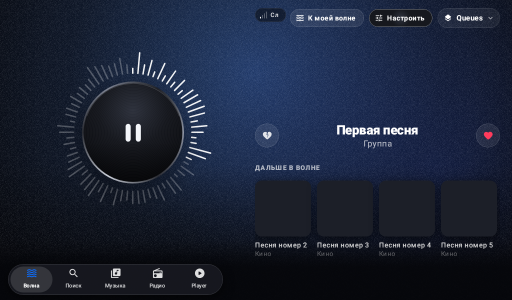 Сл
К моей волне
Настроить
Queues
Первая песня
Группа
ДАЛЬШЕ В ВОЛНЕ
Песня номер 2
Кино
Песня номер 3
Кино
Песня номер 4
Кино
Песня номер 5
Кино
Волна
Поиск
Музыка
Радио
Player